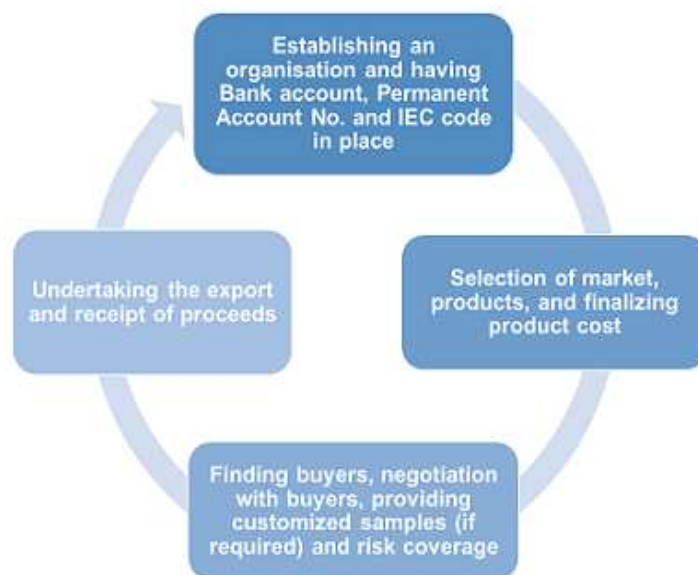 Establishing an
organisation and having
Bank account, Permanent
Account No. and IEC code
in place
Selection of market,
products, and finalizing
product cost
Finding buyers, negotiation
with buyers, providing
customized samples (if
required) and risk coverage
Undertaking the export
and receipt of proceeds